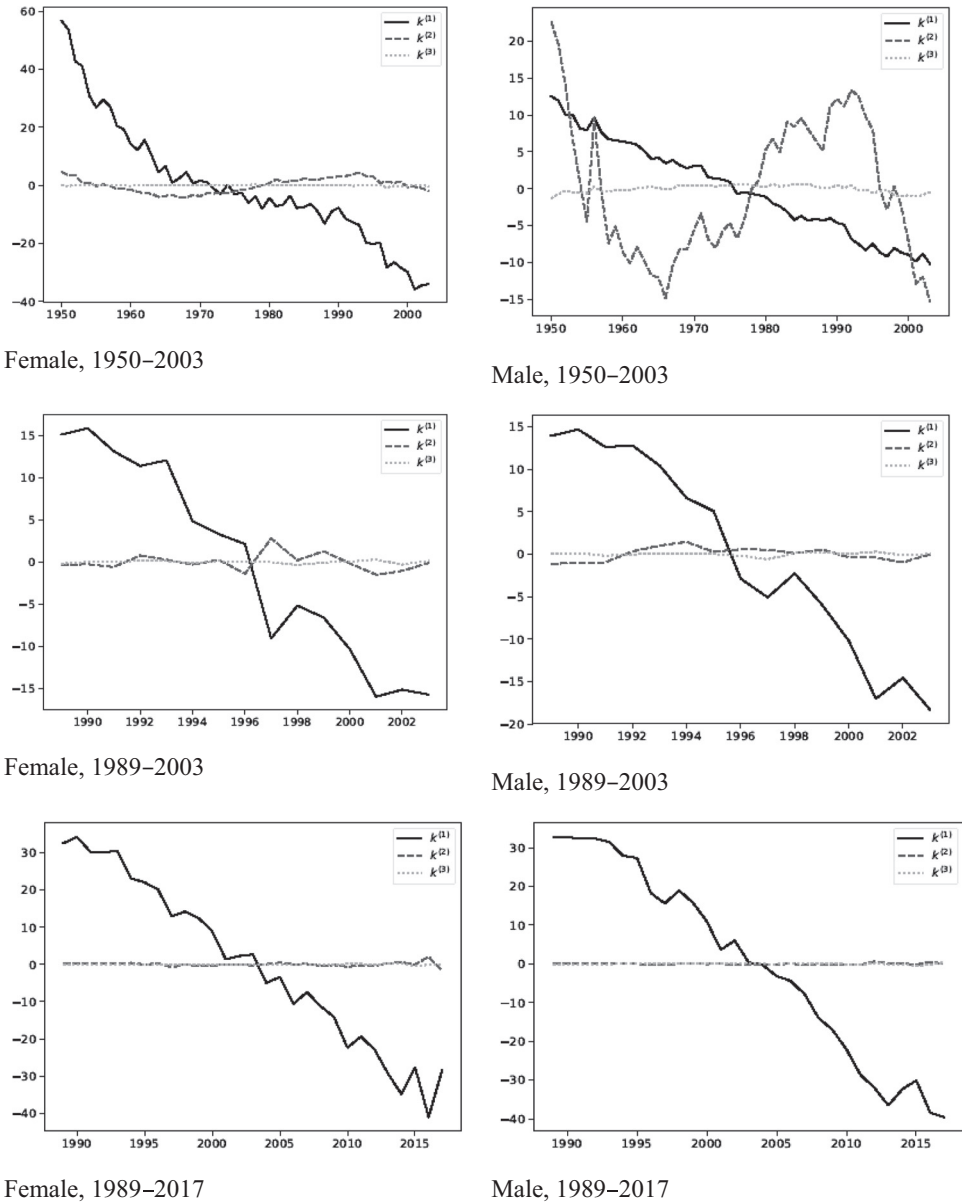 60
40
20
0
−20
−40
1950 1960 1970 1980 1990 2000
k(1)
k(2)
k(3)
Female, 1950–2003
20
15
10
5
0
−5
−10
−15
1950 1960 1970 1980 1990 2000
k(1)
k(2)
k(3)
Male, 1950–2003
15
10
5
0
−5
−10
−15
1990 1992 1994 1996 1998 2000 2002
k(1)
k(2)
k(3)
Female, 1989–2003
15
10
5
0
−5
−10
−15
−20
1990 1992 1994 1996 1998 2000 2002
k(1)
k(2)
k(3)
Male, 1989–2003
30
20
10
0
−10
−20
−30
−40
1990 1995 2000 2005 2010 2015
k(1)
k(2)
k(3)
Female, 1989–2017
30
20
10
0
−10
−20
−30
−40
1990 1995 2000 2005 2010 2015
k(1)
k(2)
k(3)
Male, 1989–2017